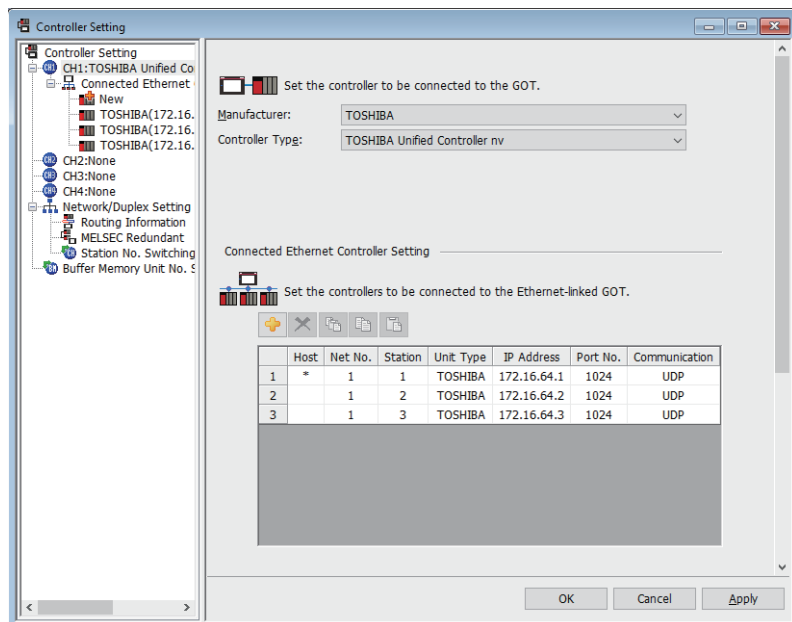 Controller Setting
Controller Setting
CH1:TOSHIBA Unified Co
Connected Ethernet
New
TOSHIBA(172.16.
TOSHIBA(172.16.
TOSHIBA(172.16.
CH2:None
CH3:None
CH4:None
Network/Duplex Setting
Routing Information
MELSEC Redundant
Station No. Switching
Buffer Memory Unit No. S
Set the controller to be connected to the GOT.
Manufacturer: TOSHIBA
Controller Type: TOSHIBA Unified Controller nv
Connected Ethernet Controller Setting
Set the controllers to be connected to the Ethernet-linked GOT.
Host Net No. Station Unit Type IP Address Port No. Communication
1 * 1 1 TOSHIBA 172.16.64.1 1024 UDP
2 1 2 TOSHIBA 172.16.64.2 1024 UDP
3 1 3 TOSHIBA 172.16.64.3 1024 UDP
OK Cancel Apply